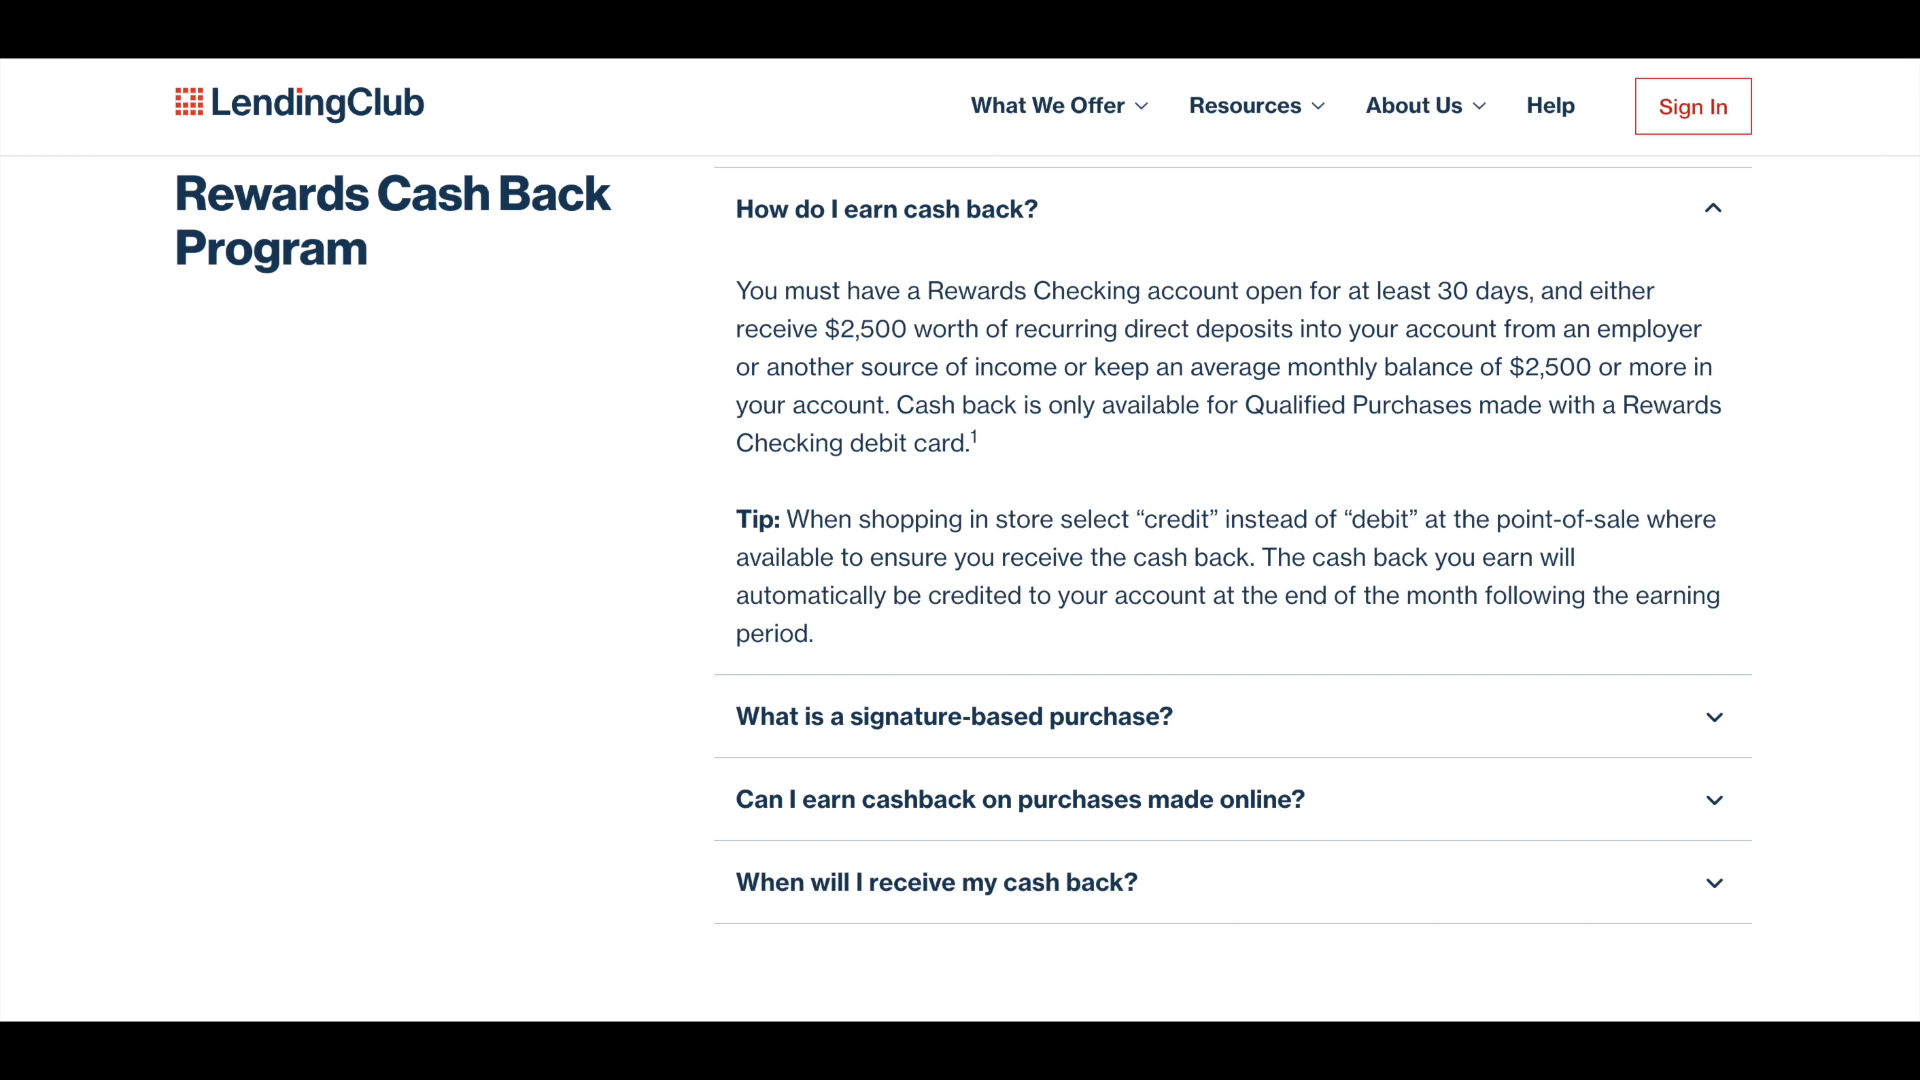 LendingClub
What We Offer
Resources
About Us
Help
Sign In
Rewards Cash Back
Program
How do I earn cash back?
You must have a Rewards Checking account open for at least 30 days, and either
receive $2,500 worth of recurring direct deposits into your account from an employer
or another source of income or keep an average monthly balance of $2,500 or more in
your account. Cash back is only available for Qualified Purchases made with a Rewards
Checking debit card.¹
Tip: When shopping in store select “credit” instead of “debit” at the point-of-sale where
available to ensure you receive the cash back. The cash back you earn will
automatically be credited to your account at the end of the month following the earning
period.
What is a signature-based purchase?
Can I earn cashback on purchases made online?
When will I receive my cash back?